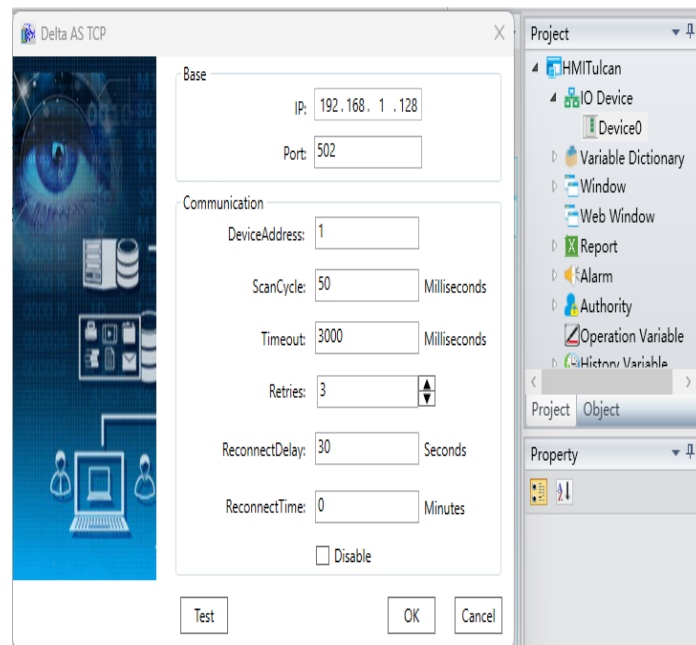 Delta AS TCP
Base
IP: 192.168. 1 .128
Port: 502
Communication
DeviceAddress: 1
ScanCycle: 50 Milliseconds
Timeout: 3000 Milliseconds
Retries: 3
ReconnectDelay: 30 Seconds
ReconnectTime: 0 Minutes
Disable
Test OK Cancel
Project
HMITulcan
IO Device
Device0
Variable Dictionary
Window
Web Window
Report
Alarm
Authority
Operation Variable
History Variable
Project Object
Property